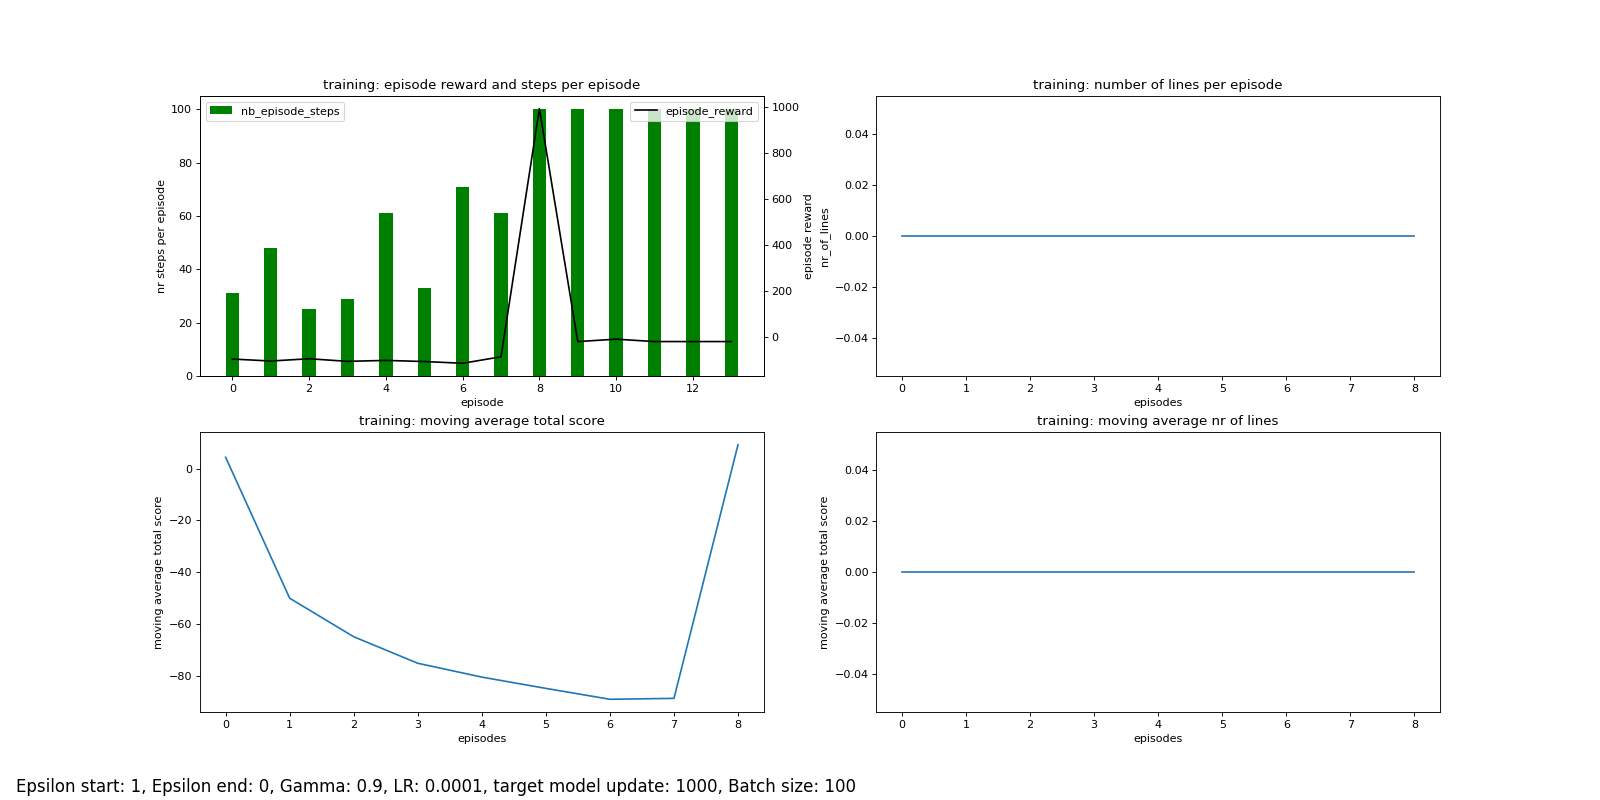 training: episode reward and steps per episode
nb_episode_steps
episode_reward
100
80
60
40
20
0
nr steps per episode
1000
800
600
400
200
0
episode reward
0 2 4 6 8 10 12
episode
training: number of lines per episode
0.04
0.02
0.00
−0.02
−0.04
nr_of_lines
0 1 2 3 4 5 6 7 8
episodes
training: moving average total score
0
−20
−40
−60
−80
moving average total score
0 1 2 3 4 5 6 7 8
episodes
training: moving average nr of lines
0.04
0.02
0.00
−0.02
−0.04
moving average total score
0 1 2 3 4 5 6 7 8
episodes
Epsilon start: 1, Epsilon end: 0, Gamma: 0.9, LR: 0.0001, target model update: 1000, Batch size: 100